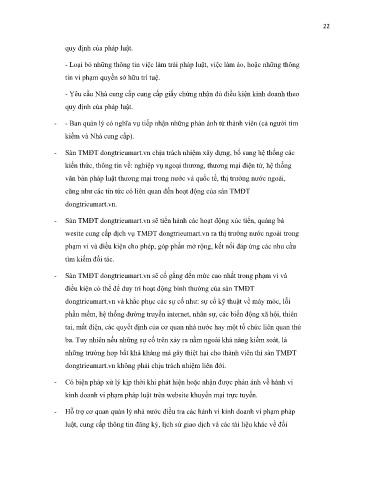 22
quy định của pháp luật.
- Loại bỏ những thông tin việc làm trái pháp luật, việc làm ảo, hoặc những thông
tin vi phạm quyền sở hữu trí tuệ.
- Yêu cầu Nhà cung cấp cung cấp giấy chứng nhận đủ điều kiện kinh doanh theo
quy định của pháp luật.
- - Ban quản lý có nghĩa vụ tiếp nhận những phản ánh từ thành viên (cả người tìm
kiếm và Nhà cung cấp).
- Sàn TMĐT dongtrieumart.vn chịu trách nhiệm xây dựng, bổ sung hệ thống các
kiến thức, thông tin về: nghiệp vụ ngoại thương, thương mại điện tử, hệ thống
văn bản pháp luật thương mại trong nước và quốc tế, thị trường nước ngoài,
cũng như các tin tức có liên quan đến hoạt động của sàn TMĐT
dongtrieumart.vn.
- Sàn TMĐT dongtrieumart.vn sẽ tiến hành các hoạt động xúc tiến, quảng bá
wesite cung cấp dịch vụ TMĐT dongtrieumart.vn ra thị trường nước ngoài trong
phạm vi và điều kiện cho phép, góp phần mở rộng, kết nối đáp ứng các nhu cầu
tìm kiếm đối tác.
- Sàn TMĐT dongtrieumart.vn sẽ cố gắng đến mức cao nhất trong phạm vi và
điều kiện có thể để duy trì hoạt động bình thường của sàn TMĐT
dongtrieumart.vn và khắc phục các sự cố như: sự cố kỹ thuật về máy móc, lỗi
phần mềm, hệ thống đường truyền internet, nhân sự, các biến động xã hội, thiên
tai, mất điện, các quyết định của cơ quan nhà nước hay một tổ chức liên quan thứ
ba. Tuy nhiên nếu những sự cố trên xảy ra nằm ngoài khả năng kiểm soát, là
những trường hợp bất khả kháng mà gây thiệt hại cho thành viên thì sàn TMĐT
dongtrieumart.vn không phải chịu trách nhiệm liên đới.
- Có biện pháp xử lý kịp thời khi phát hiện hoặc nhận được phản ánh về hành vi
kinh doanh vi phạm pháp luật trên website khuyến mại trực tuyến.
- Hỗ trợ cơ quan quản lý nhà nước điều tra các hành vi kinh doanh vi phạm pháp
luật, cung cấp thông tin đăng ký, lịch sử giao dịch và các tài liệu khác về đối